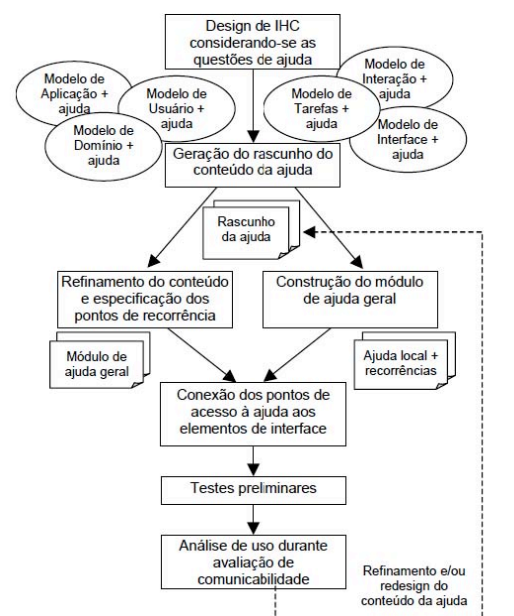 Design de IHC
considerando-se as
questões de ajuda
Modelo de
Aplicação +
ajuda
Modelo de
Usuário +
ajuda
Modelo de
Domínio +
ajuda
Modelo de
Tarefas +
ajuda
Modelo de
Interação +
ajuda
Modelo de
Interface +
ajuda
Geração do rascunho do
conteúdo da ajuda
Rascunho
da ajuda
Refinamento do conteúdo
e especificação dos
pontos de recorrência
Construção do módulo
de ajuda geral
Módulo de
ajuda geral
Ajuda local +
recorrências
Conexão dos pontos de
acesso à ajuda aos
elementos de interface
Testes preliminares
Análise de uso durante
avaliação de
comunicabilidade
Refinamento e/ou
redesign do
conteúdo da ajuda